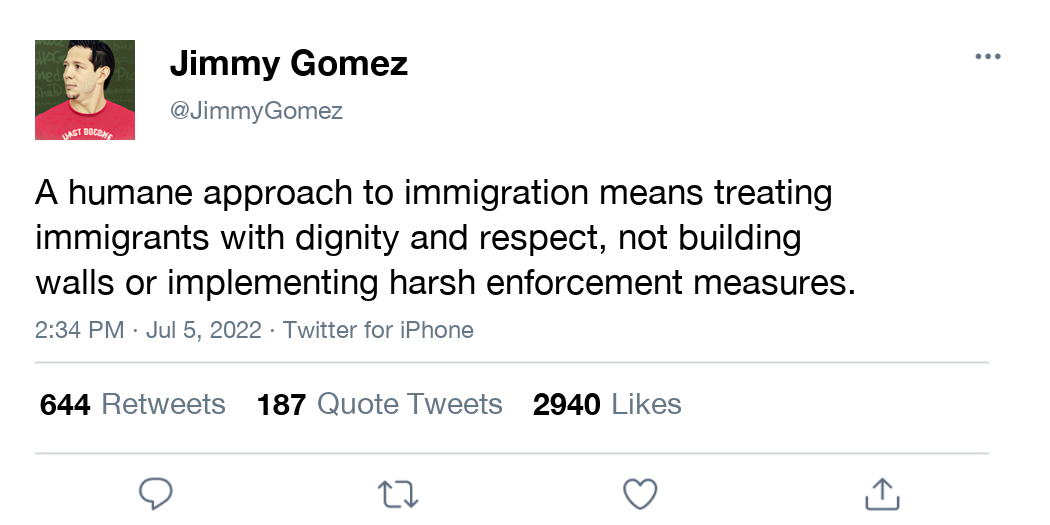 Jimmy Gomez
@JimmyGomez
A humane approach to immigration means treating
immigrants with dignity and respect, not building
walls or implementing harsh enforcement measures.
2:34 PM · Jul 5, 2022 · Twitter for iPhone
644 Retweets 187 Quote Tweets 2940 Likes